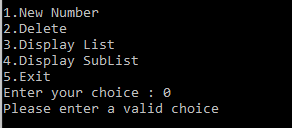 1.New Number
2.Delete
3.Display List
4.Display SubList
5.Exit
Enter your choice : 0
Please enter a valid choice